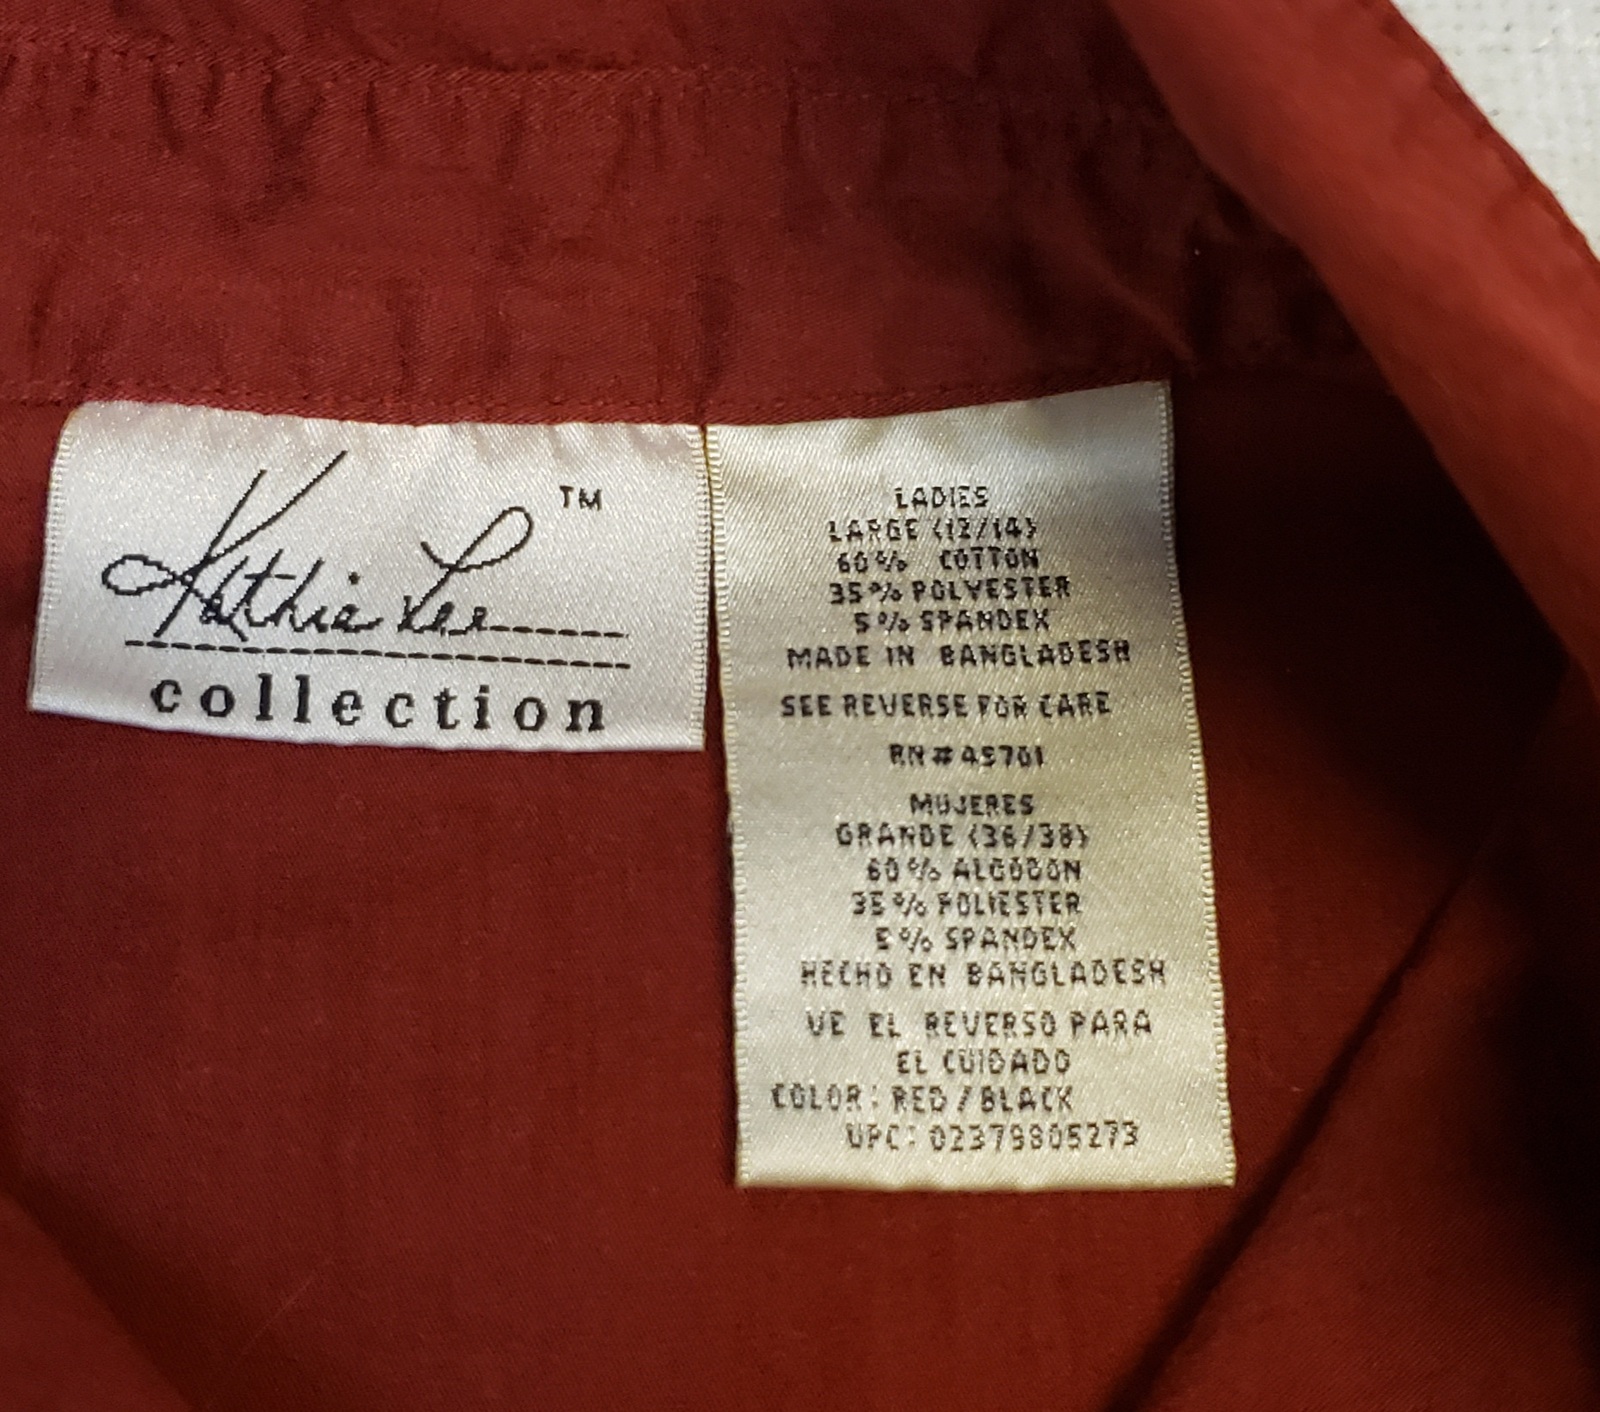 Kathie Lee™
collection
LADIES
LARGE (12/14)
60% COTTON
35% POLYESTER
5% SPANDEX
MADE IN BANGLADESH
SEE REVERSE FOR CARE
RN# 45701
MUJERES
GRANDE (36/38)
60% ALGODON
35% POLIESTER
5% SPANDEX
HECHO EN BANGLADESH
VE EL REVERSO PARA
EL CUIDADO
COLOR: RED / BLACK
UPC: 02379805273